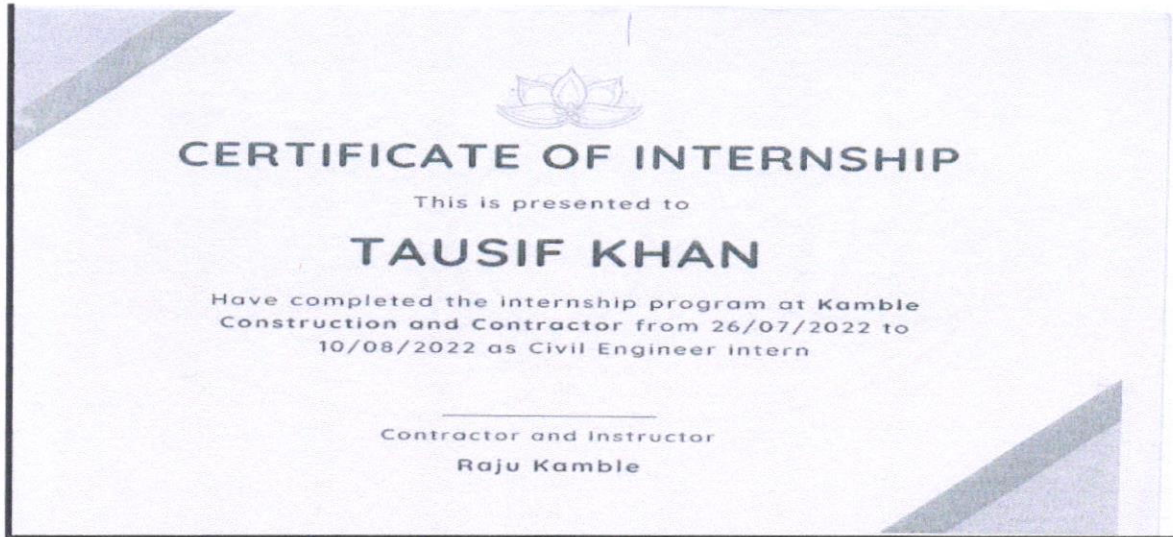 CERTIFICATE OF INTERNSHIP
This is presented to
TAUSIF KHAN
Have completed the internship program at Kamble
Construction and Contractor from 26/07/2022 to
10/08/2022 as Civil Engineer intern
Contractor and Instructor
Raju Kamble